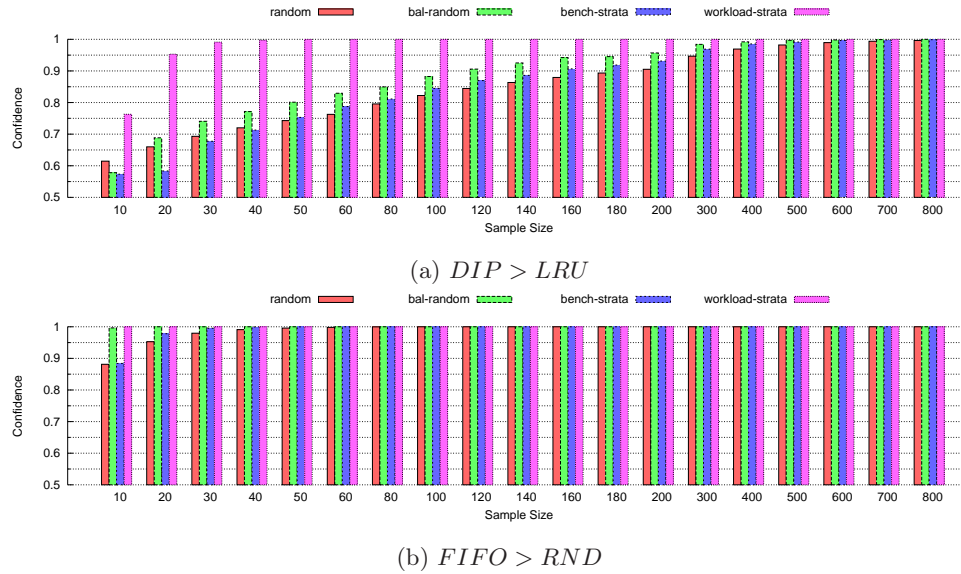 random bal-random bench-strata workload-strata
1
0.9
0.8
0.7
0.6
0.5
Confidence
10 20 30 40 50 60 80 100 120 140 160 180 200 300 400 500 600 700 800
Sample Size
(a) DIP > LRU
random bal-random bench-strata workload-strata
1
0.9
1
0.7
0.6
0.5
Confidence
10 20 30 40 50 60 80 100 120 140 160 180 200 300 400 500 600 700 800
Sample Size
(b) FIFO > RND